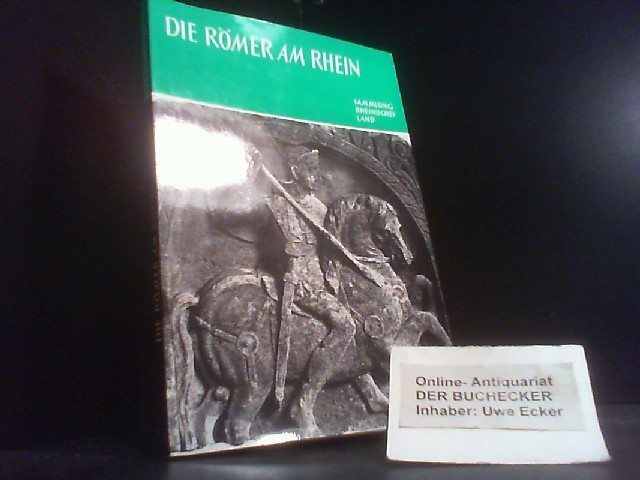 DIE RÖMER AM RHEIN
SAMMLUNG
RHEINISCHES
LAND
Online- Antiquariat
DER BUCHECKER
Inhaber: Uwe Ecker